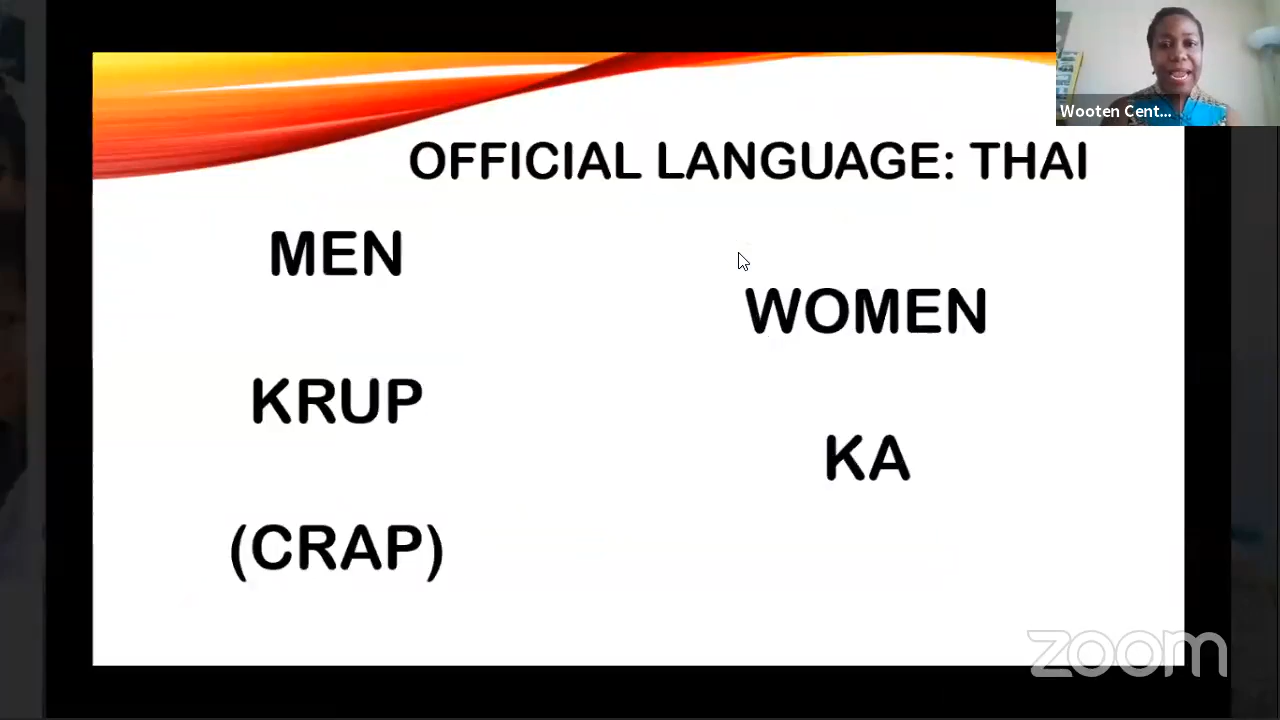 OFFICIAL LANGUAGE: THAI
MEN
KRUP
(CRAP)
WOMEN
KA
Wooten Cent...
zoom